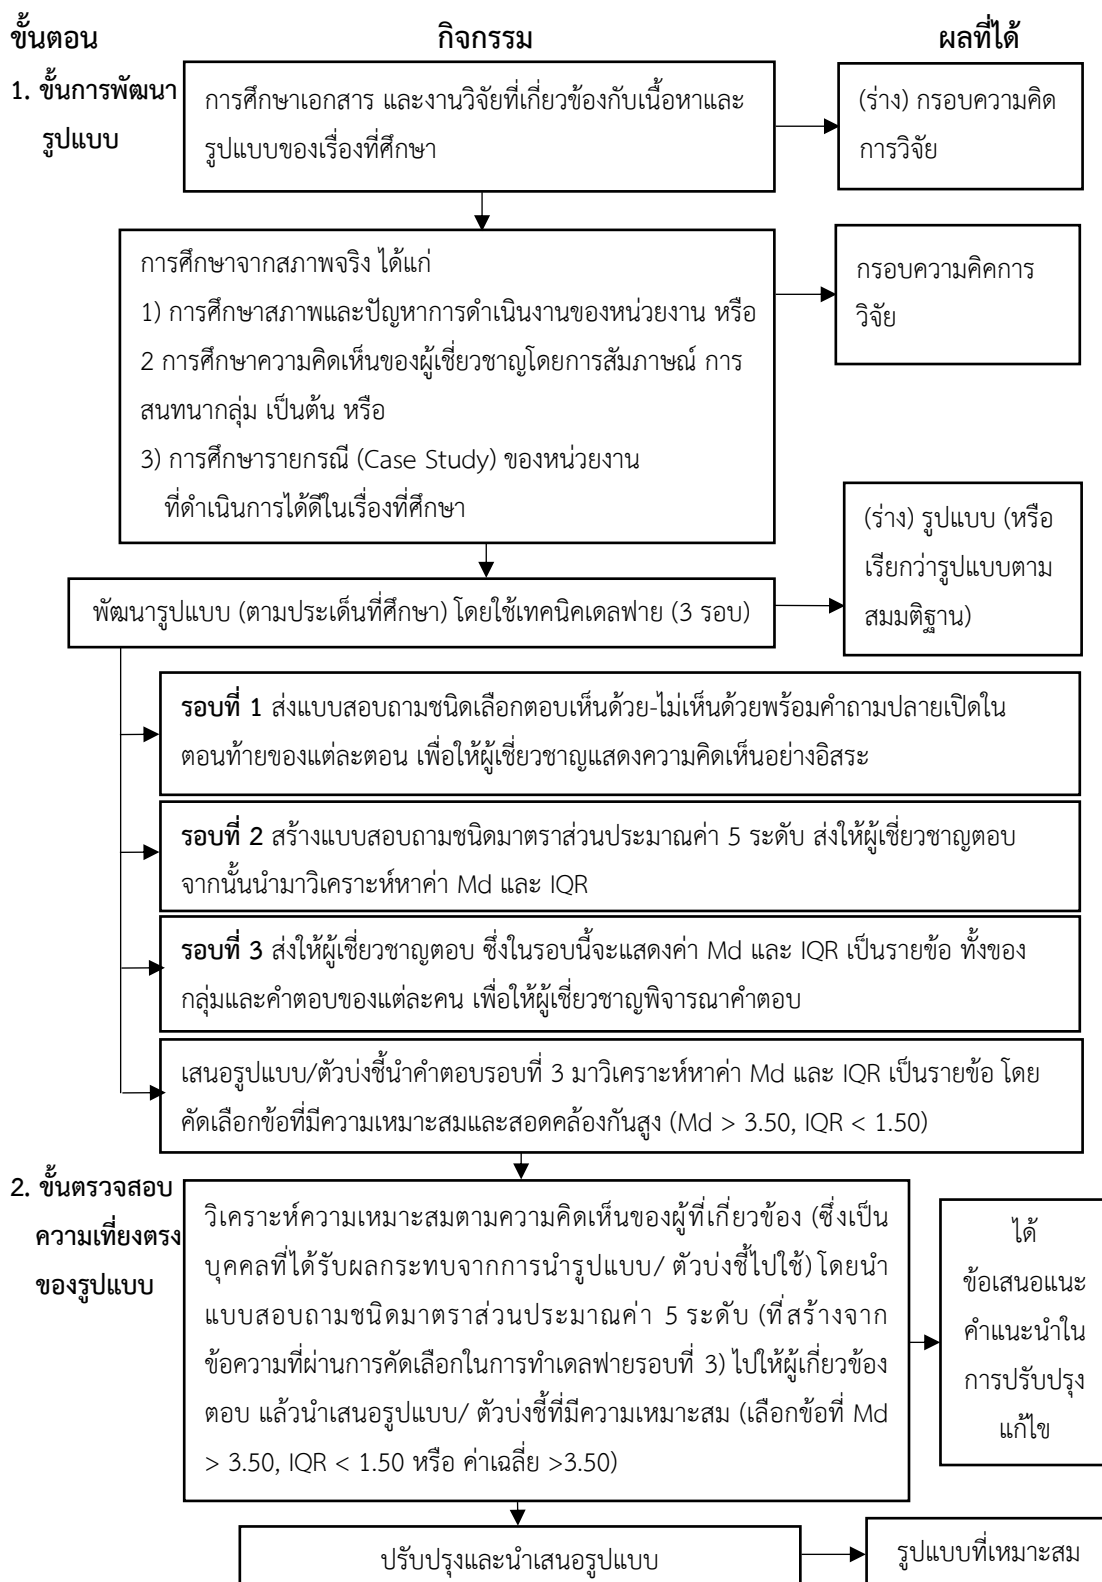 ขั้นตอน
กิจกรรม
ผลที่ได้
1. ขั้นการพัฒนา
รูปแบบ
การศึกษาเอกสาร และงานวิจัยที่เกี่ยวข้องกับเนื้อหาและ
รูปแบบของเรื่องที่ศึกษา
(ร่าง) กรอบความคิด
การวิจัย
การศึกษาจากสภาพจริง ได้แก่
1) การศึกษาสภาพและปัญหาการดำเนินงานของหน่วยงาน หรือ
2 การศึกษาความคิดเห็นของผู้เชี่ยวชาญโดยการสัมภาษณ์ การ
สนทนากลุ่ม เป็นต้น หรือ
3) การศึกษารายกรณี (Case Study) ของหน่วยงาน
ที่ดำเนินการได้ดีในเรื่องที่ศึกษา
กรอบความคิคการ
วิจัย
พัฒนารูปแบบ (ตามประเด็นที่ศึกษา) โดยใช้เทคนิคเดลฟาย (3 รอบ)
(ร่าง) รูปแบบ (หรือ
เรียกว่ารูปแบบตาม
สมมติฐาน)
รอบที่ 1 ส่งแบบสอบถามชนิดเลือกตอบเห็นด้วย-ไม่เห็นด้วยพร้อมคำถามปลายเปิดใน
ตอนท้ายของแต่ละตอน เพื่อให้ผู้เชี่ยวชาญแสดงความคิดเห็นอย่างอิสระ
รอบที่ 2 สร้างแบบสอบถามชนิดมาตราส่วนประมาณค่า 5 ระดับ ส่งให้ผู้เชี่ยวชาญตอบ
จากนั้นนำมาวิเคราะห์หาค่า Md และ IQR
รอบที่ 3 ส่งให้ผู้เชี่ยวชาญตอบ ซึ่งในรอบนี้จะแสดงค่า Md และ IQR เป็นรายข้อ ทั้งของ
กลุ่มและคำตอบของแต่ละคน เพื่อให้ผู้เชี่ยวชาญพิจารณาคำตอบ
เสนอรูปแบบ/ตัวบ่งชี้นำคำตอบรอบที่ 3 มาวิเคราะห์หาค่า Md และ IQR เป็นรายข้อ โดย
คัดเลือกข้อที่มีความเหมาะสมและสอดคล้องกันสูง (Md > 3.50, IQR < 1.50)
2. ขั้นตรวจสอบ
ความเที่ยงตรง
ของรูปแบบ
วิเคราะห์ความเหมาะสมตามความคิดเห็นของผู้ที่เกี่ยวข้อง (ซึ่งเป็น
บุคคลที่ได้รับผลกระทบจากการนำรูปแบบ/ ตัวบ่งชี้ไปใช้) โดยนำ
แบบสอบถามชนิดมาตราส่วนประมาณค่า 5 ระดับ (ที่สร้างจาก
ข้อความที่ผ่านการคัดเลือกในการทำเดลฟายรอบที่ 3) ไปให้ผู้เกี่ยวข้อง
ตอบ แล้วนำเสนอรูปแบบ/ ตัวบ่งชี้ที่มีความเหมาะสม (เลือกข้อที่ Md
> 3.50, IQR < 1.50 หรือ ค่าเฉลี่ย >3.50)
ได้
ข้อเสนอแนะ
คำแนะนำใน
การปรับปรุง
แก้ไข
ปรับปรุงและนำเสนอรูปแบบ
รูปแบบที่เหมาะสม